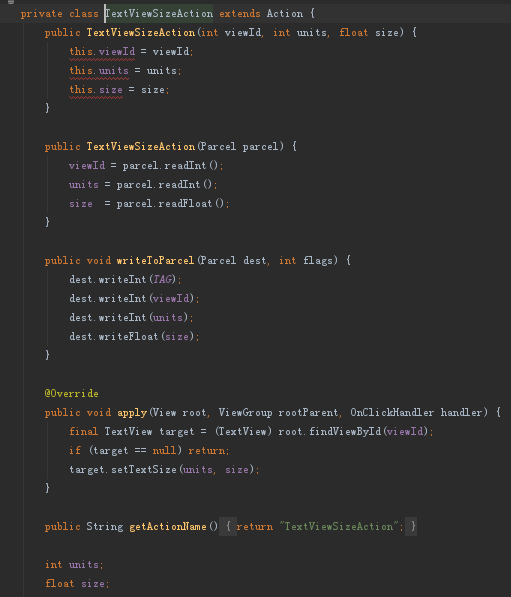 private class TextViewSizeAction extends Action {
public TextViewSizeAction(int viewId, int units, float size) {
this.viewId = viewId;
this.units = units;
this.size = size;
}
public TextViewSizeAction(Parcel parcel) {
viewId = parcel.readInt();
units = parcel.readInt();
size  = parcel.readFloat();
}
public void writeToParcel(Parcel dest, int flags) {
dest.writeInt(TAG);
dest.writeInt(viewId);
dest.writeInt(units);
dest.writeFloat(size);
}
@Override
public void apply(View root, ViewGroup rootParent, OnClickHandler handler) {
final TextView target = (TextView) root.findViewById(viewId);
if (target == null) return;
target.setTextSize(units, size);
}
public String getActionName() { return "TextViewSizeAction"; }
int units;
float size;